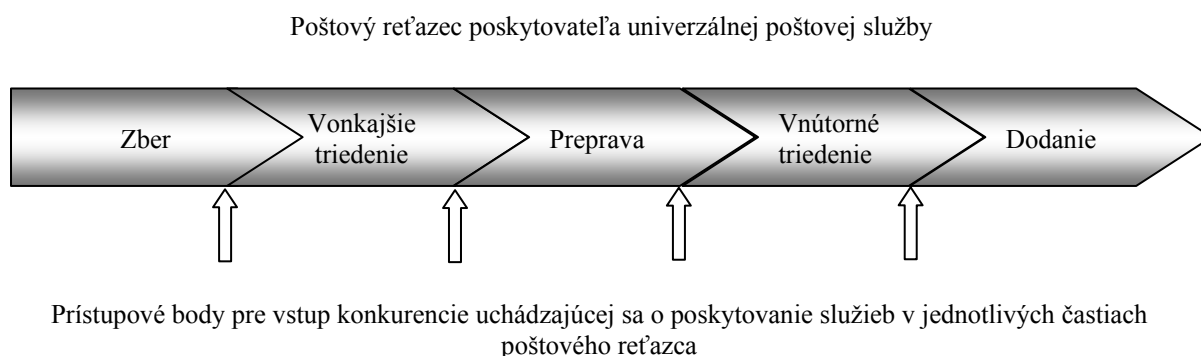 Poštový reťazec poskytovateľa univerzálnej poštovej služby
Zber
Vonkajšie
triedenie
Preprava
Vnútorné
triedenie
Dodanie
Prístupové body pre vstup konkurencie uchádzajúcej sa o poskytovanie služieb v jednotlivých častiach
poštového reťazca